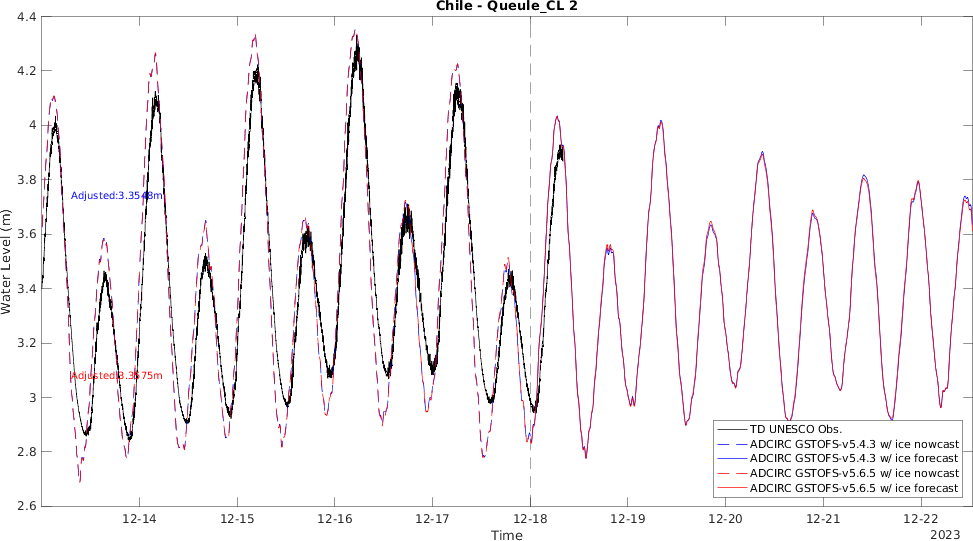 Chile - Queule_CL 2
4.4
4.2
4
3.8
3.6
3.4
3.2
3
2.8
2.6
Water Level (m)
Adjusted:3.3548m
Adjusted:3.3575m
TD UNESCO Obs.
ADCIRC GSTOFS-v5.4.3 w/ ice nowcast
ADCIRC GSTOFS-v5.4.3 w/ ice forecast
ADCIRC GSTOFS-v5.6.5 w/ ice nowcast
ADCIRC GSTOFS-v5.6.5 w/ ice forecast
12-14 12-15 12-16 12-17 12-18 12-19 12-20 12-21 12-22
Time
2023